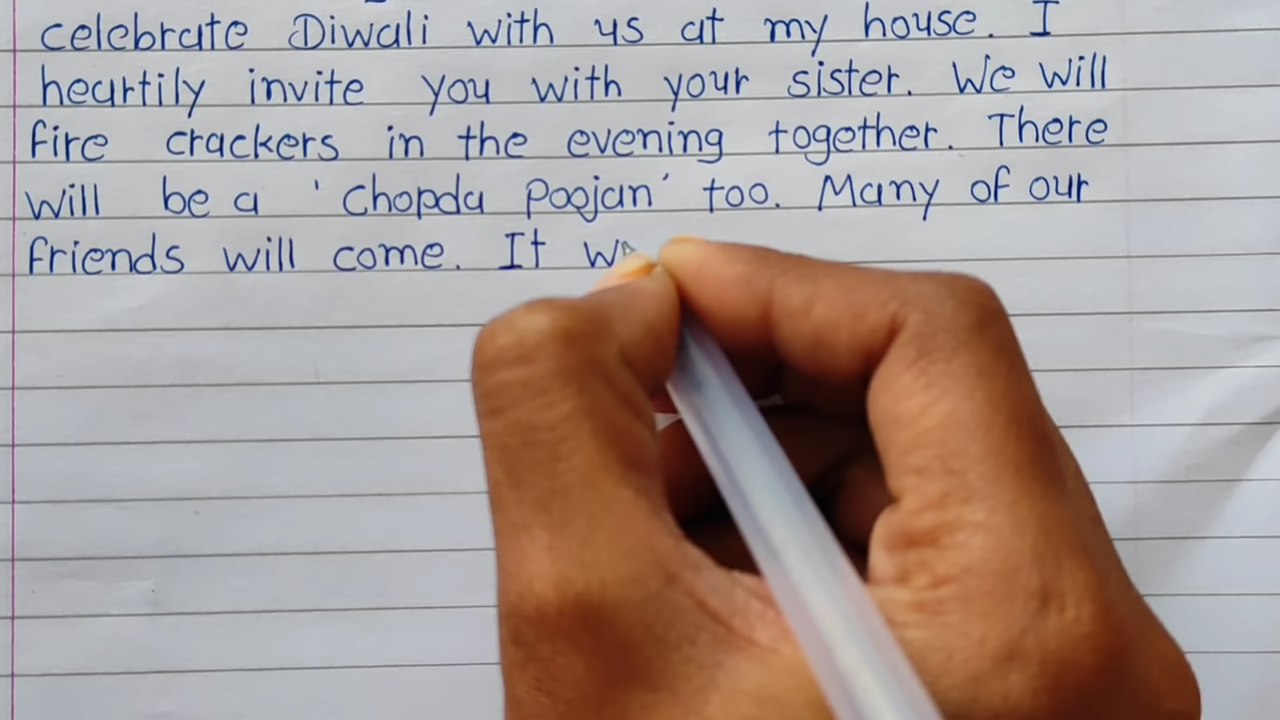 celebrate Diwali with us at my house. I
heartily invite you with your sister. We will
fire crackers in the evening together. There
will be a 'Chopda Poojan' too. Many of our
friends will come. It